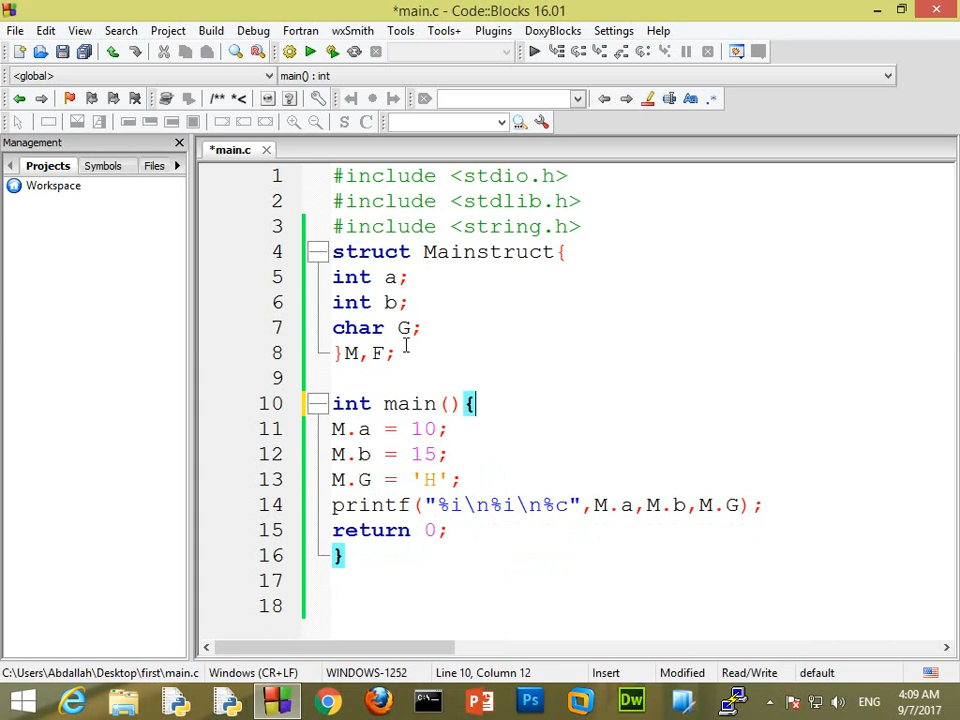 *main.c - Code::Blocks 16.01
File Edit View Search Project Build Debug Fortran wxSmith Tools Tools+ Plugins DoxyBlocks Settings Help
<global> main() : int
/** *< S C Aa .*
Management
Projects Symbols Files
Workspace
*main.c
1 #include <stdio.h>
2 #include <stdlib.h>
3 #include <string.h>
4 struct Mainstruct{
5 int a;
6 int b;
7 char G;
8 }M,F;
9
10 int main(){
11 M.a = 10;
12 M.b = 15;
13 M.G = 'H';
14 printf("%i\n%i\n%c",M.a,M.b,M.G);
15 return 0;
16 }
17
18
C:\Users\Abdallah\Desktop\first\main.c Windows (CR+LF) WINDOWS-1252 Line 10, Column 12 Insert Modified Read/Write default
Ps Dw ENG 4:09 AM
9/7/2017